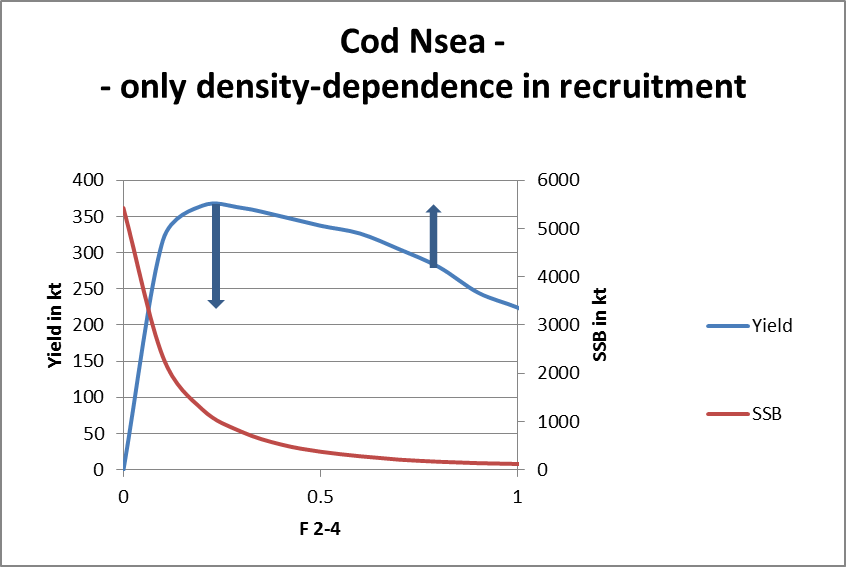 Cod Nsea -
- only density-dependence in recruitment
400
350
300
250
200
150
100
50
0
Yield in kt
6000
5000
4000
3000
2000
1000
0
SSB in kt
0
0.5
1
F 2-4
Yield
SSB